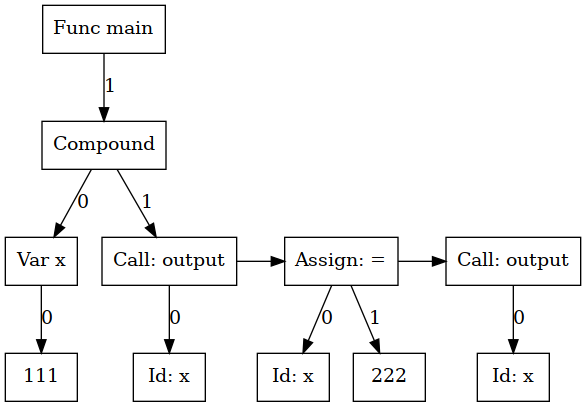 Func main
1
Compound
0
1
Var x
Call: output
Assign: =
Call: output
0
0
0
1
0
111
Id: x
Id: x
222
Id: x